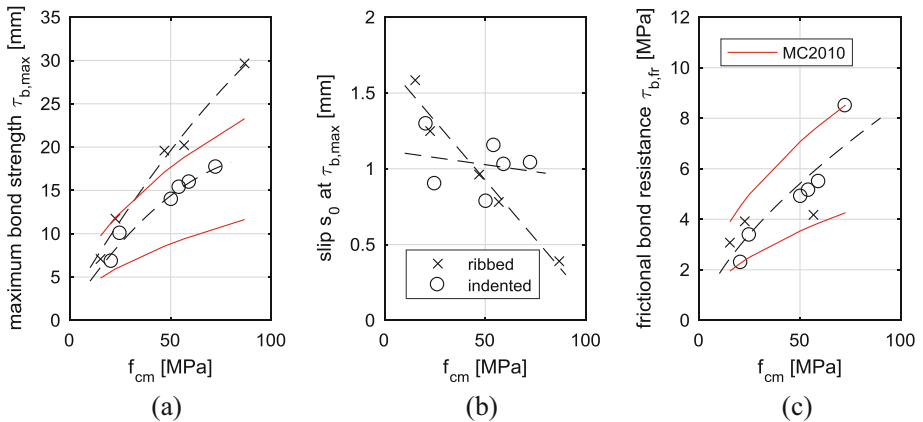 35
30
25
20
15
10
5
0
0
50
100
maximum bond strength τb,max [mm]
fcm [MPa]
(a)
2
1.5
1
0.5
0
0
50
100
slip s0 at τb,max [mm]
ribbed
indented
fcm [MPa]
(b)
12
10
8
6
4
2
0
0
50
100
frictional bond resistance τb,fr [MPa]
MC2010
fcm [MPa]
(c)